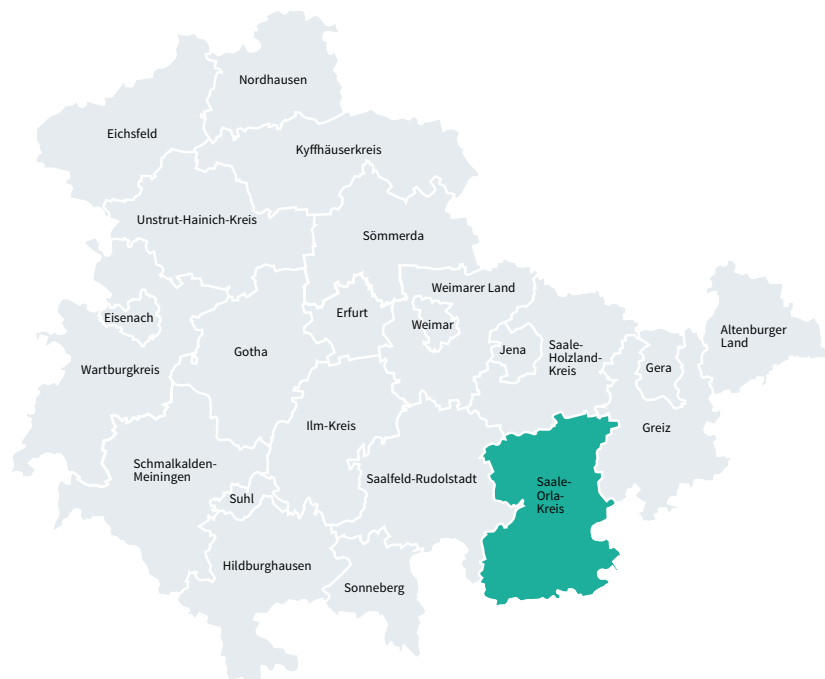 Nordhausen
Eichsfeld
Kyffhäuserkreis
Unstrut-Hainich-Kreis
Sömmerda
Weimarer Land
Eisenach
Erfurt
Weimar
Altenburger
Land
Gotha
Jena
Saale-
Holzland-
Kreis
Wartburgkreis
Gera
Ilm-Kreis
Greiz
Schmalkalden-
Meiningen
Saalfeld-Rudolstadt
Saale-
Orla-
Kreis
Suhl
Hildburghausen
Sonneberg